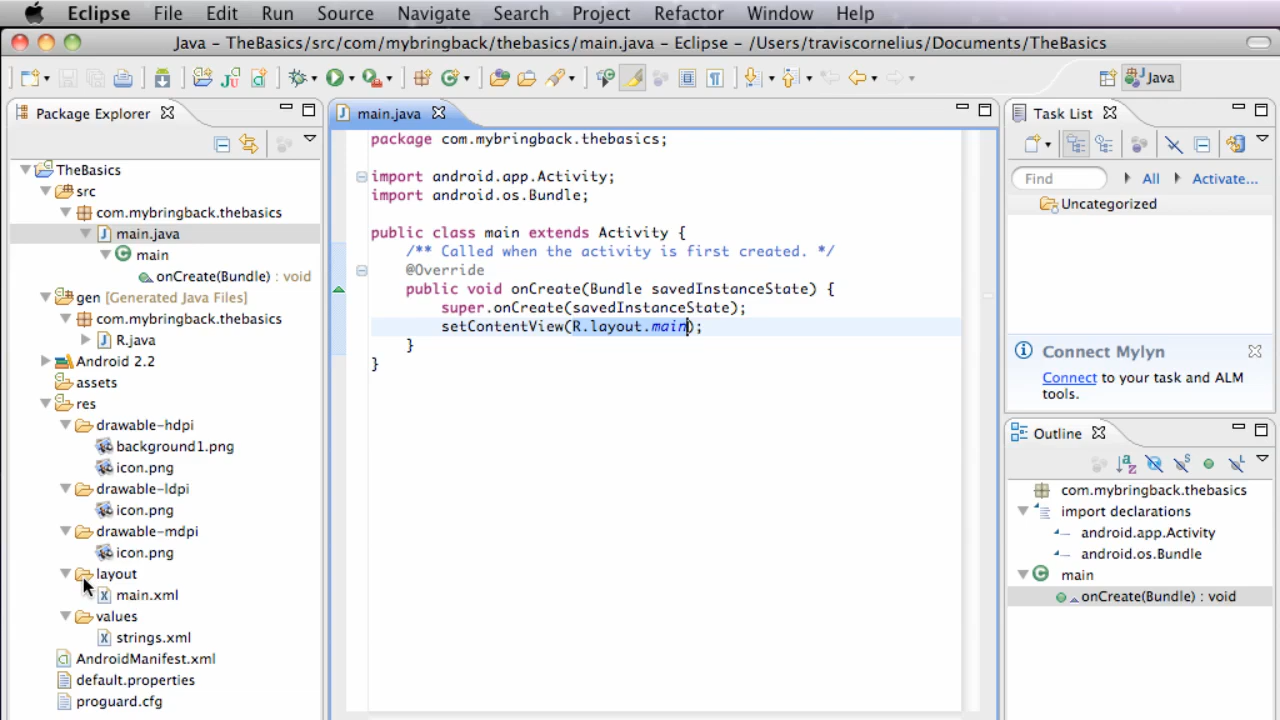 Eclipse File Edit Run Source Navigate Search Project Refactor Window Help
Java – TheBasics/src/com/mybringback/thebasics/main.java – Eclipse – /Users/traviscornelius/Documents/TheBasics
Java
Package Explorer
TheBasics
src
com.mybringback.thebasics
main.java
main
onCreate(Bundle) : void
gen [Generated Java Files]
com.mybringback.thebasics
R.java
Android 2.2
assets
res
drawable-hdpi
background1.png
icon.png
drawable-ldpi
icon.png
drawable-mdpi
icon.png
layout
main.xml
values
strings.xml
AndroidManifest.xml
default.properties
proguard.cfg
main.java
package com.mybringback.thebasics;
import android.app.Activity;
import android.os.Bundle;
public class main extends Activity {
/** Called when the activity is first created. */
@Override
public void onCreate(Bundle savedInstanceState) {
super.onCreate(savedInstanceState);
setContentView(R.layout.main);
}
}
Task List
Find All Activate...
Uncategorized
Connect Mylyn
Connect to your task and ALM
tools.
Outline
com.mybringback.thebasics
import declarations
android.app.Activity
android.os.Bundle
main
onCreate(Bundle) : void